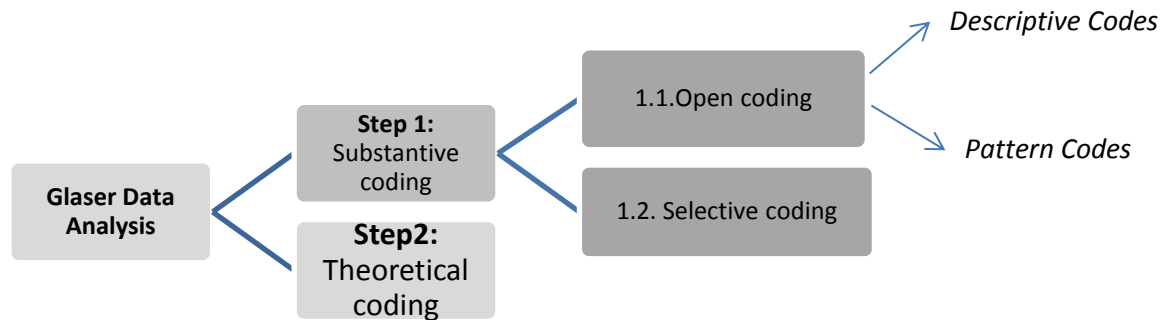 Descriptive Codes
1.1.Open coding
Step 1:
Substantive
coding
Pattern Codes
Glaser Data
Analysis
1.2. Selective coding
Step2:
Theoretical
coding